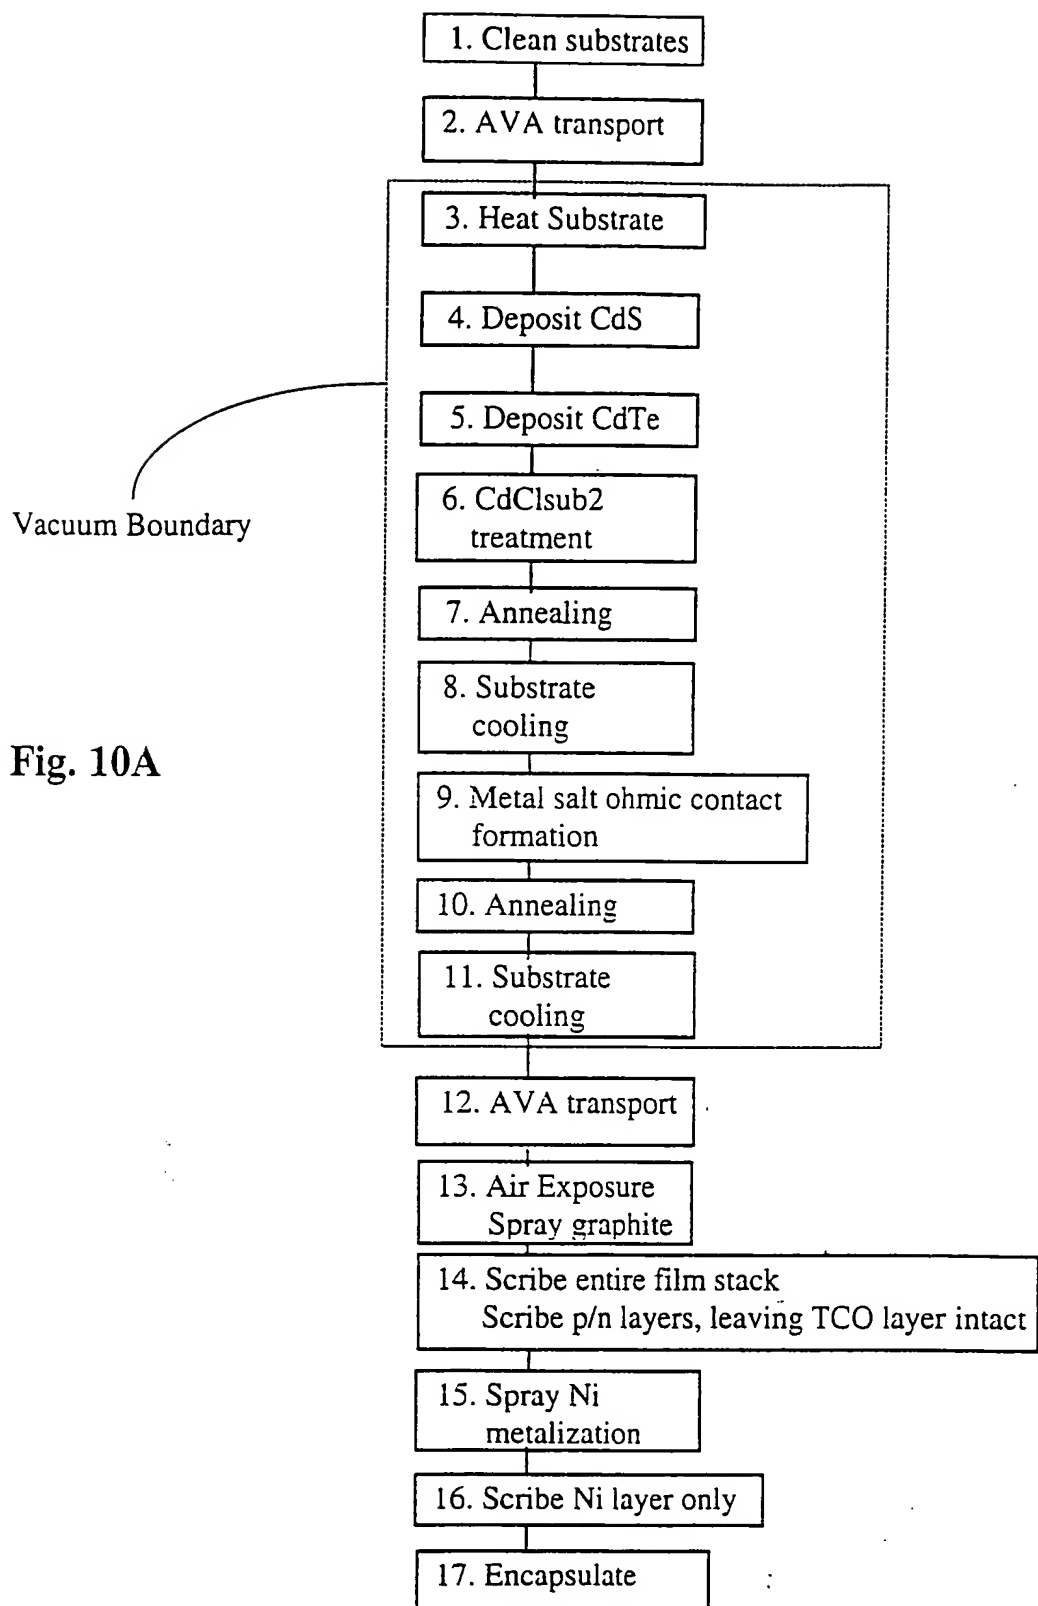 1. Clean substrates
2. AVA transport
3. Heat Substrate
4. Deposit CdS
5. Deposit CdTe
6. CdClsub2
treatment
Vacuum Boundary
7. Annealing
8. Substrate
cooling
Fig. 10A
9. Metal salt ohmic contact
formation
10. Annealing
11. Substrate
cooling
12. AVA transport
13. Air Exposure
Spray graphite
14. Scribe entire film stack
Scribe p/n layers, leaving TCO layer intact
15. Spray Ni
metalization
16. Scribe Ni layer only
17. Encapsulate